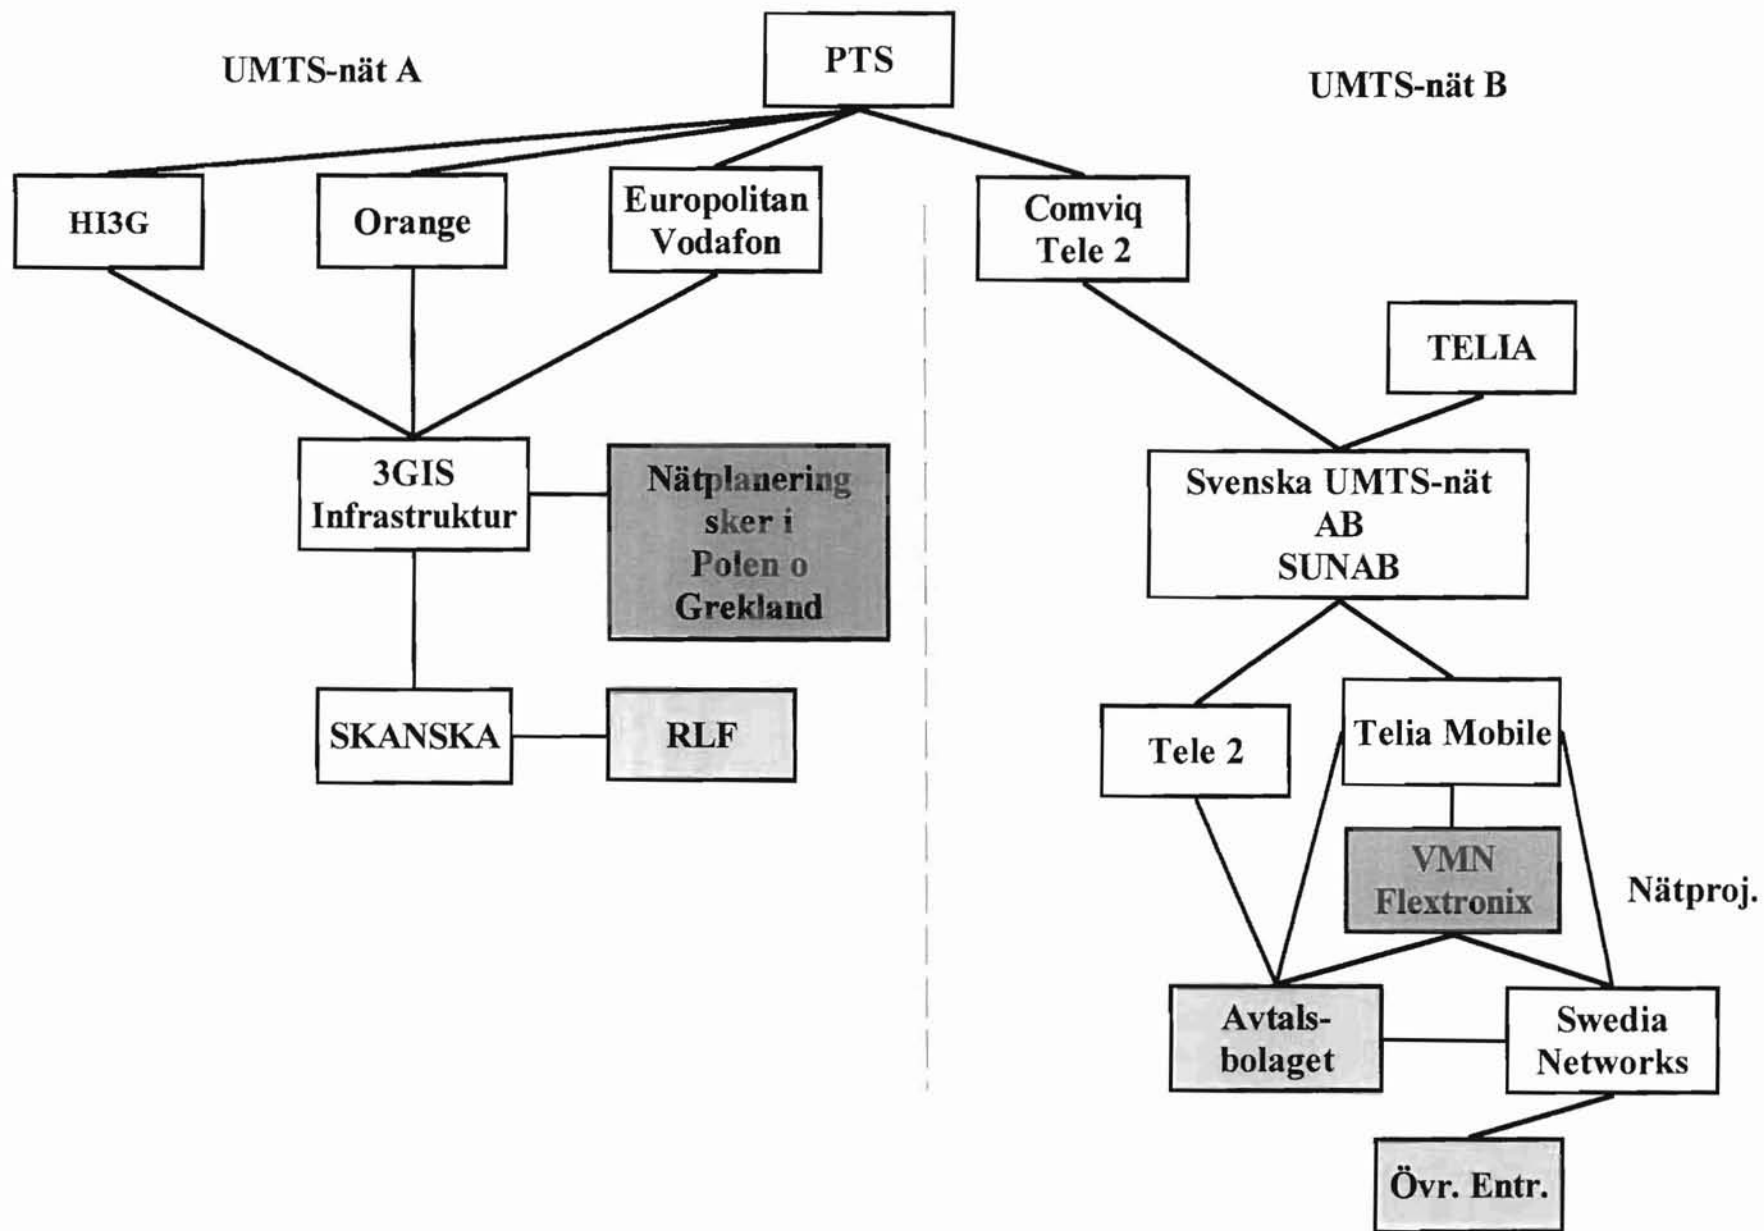 PTS
UMTS-nät A
UMTS-nät B
HI3G
Orange
Europolitan
Vodafon
Comviq
Tele 2
TELIA
3GIS
Infrastruktur
Nätplanering
sker i
Polen o
Grekland
Svenska UMTS-nät
AB
SUNAB
SKANSKA
RLF
Tele 2
Telia Mobile
VMN
Flextronix
Nätproj.
Avtals-
bolaget
Swedia
Networks
Övr. Entr.